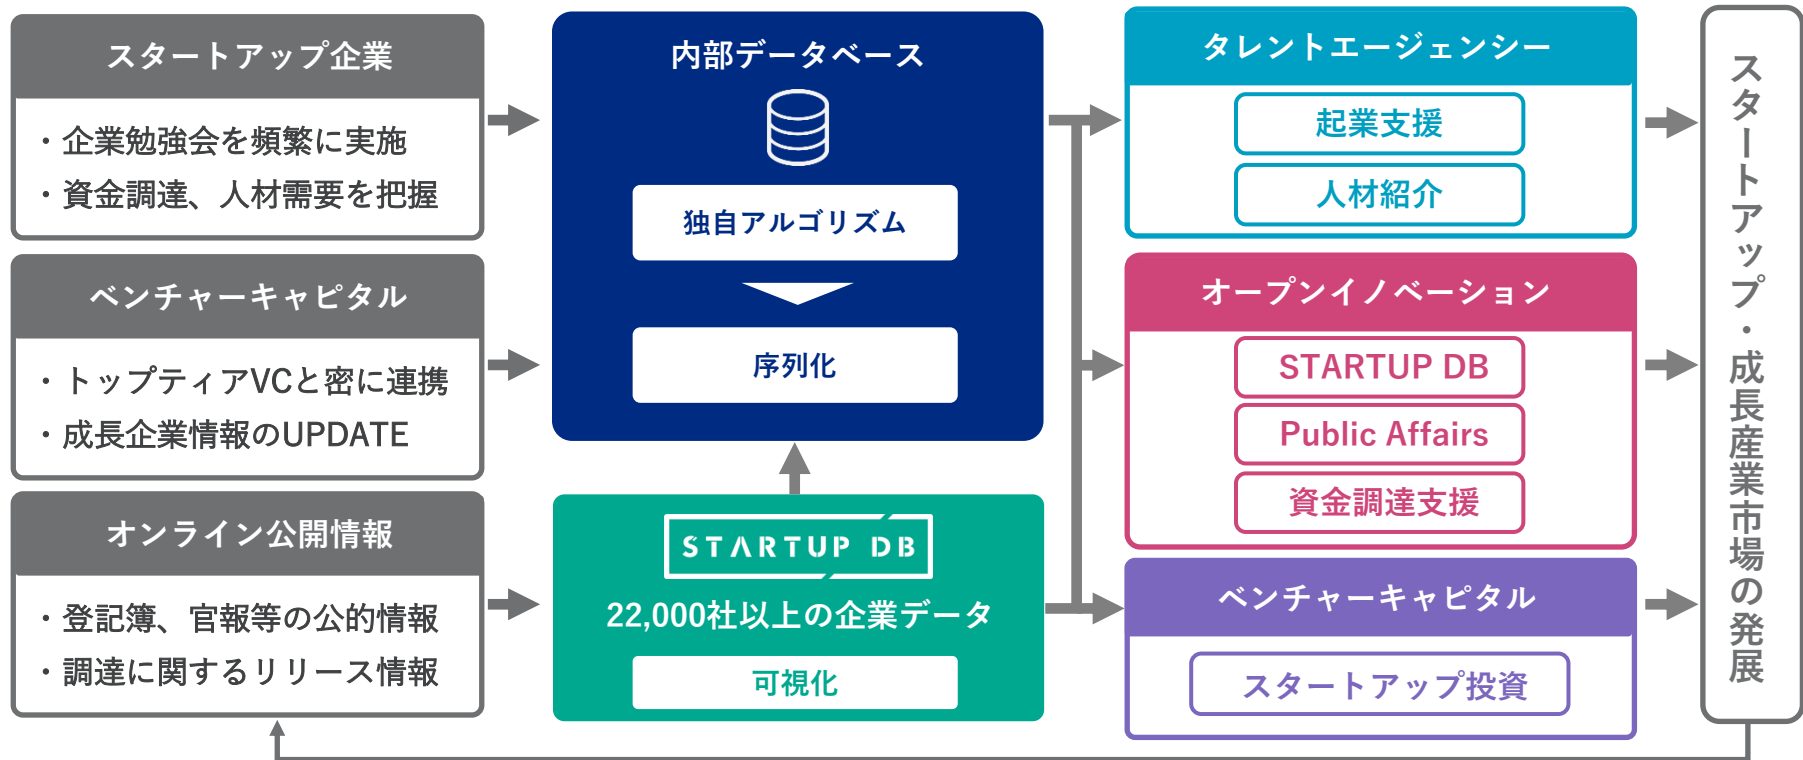 スタートアップ企業
・企業勉強会を頻繁に実施
・資金調達、人材需要を把握
ベンチャーキャピタル
・トップティアVCと密に連携
・成長企業情報のUPDATE
オンライン公開情報
・登記簿、官報等の公的情報
・調達に関するリリース情報
内部データベース
独自アルゴリズム
序列化
STARTUP DB
22,000社以上の企業データ
可視化
タレントエージェンシー
起業支援
人材紹介
オープンイノベーション
STARTUP DB
Public Affairs
資金調達支援
ベンチャーキャピタル
スタートアップ投資
スタートアップ・成長産業市場の発展